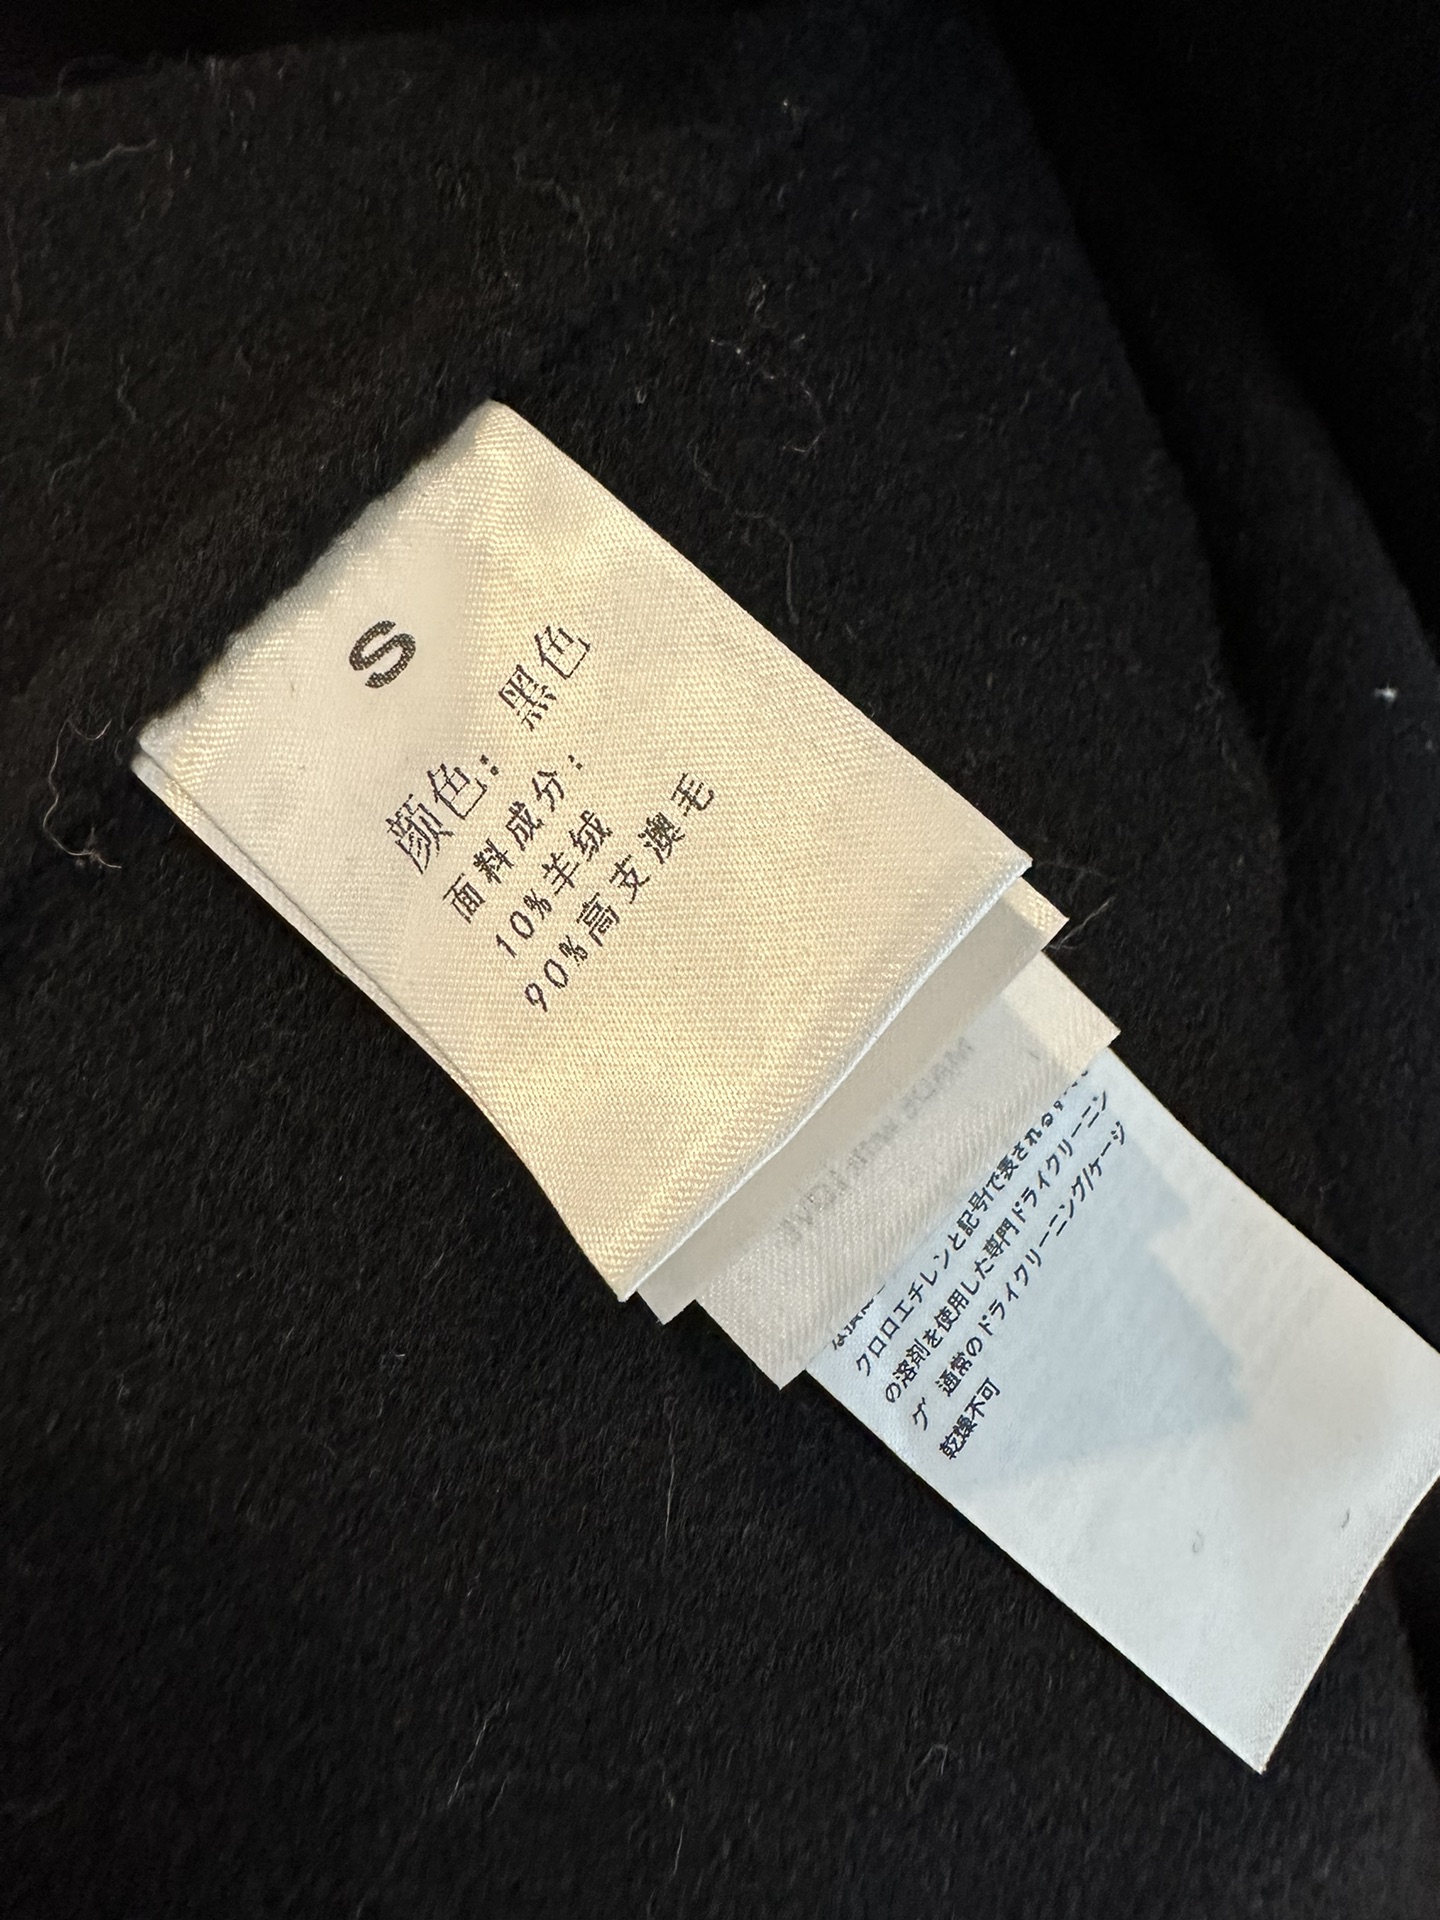 S
颜色： 黑色
面料成分：
10%羊绒
90%高支澳毛
クロロエチレンと記号fで表される
の溶剤を使用した専門ドライクリーニン
グ 通常のドライクリーニング/ケージ
乾燥不可